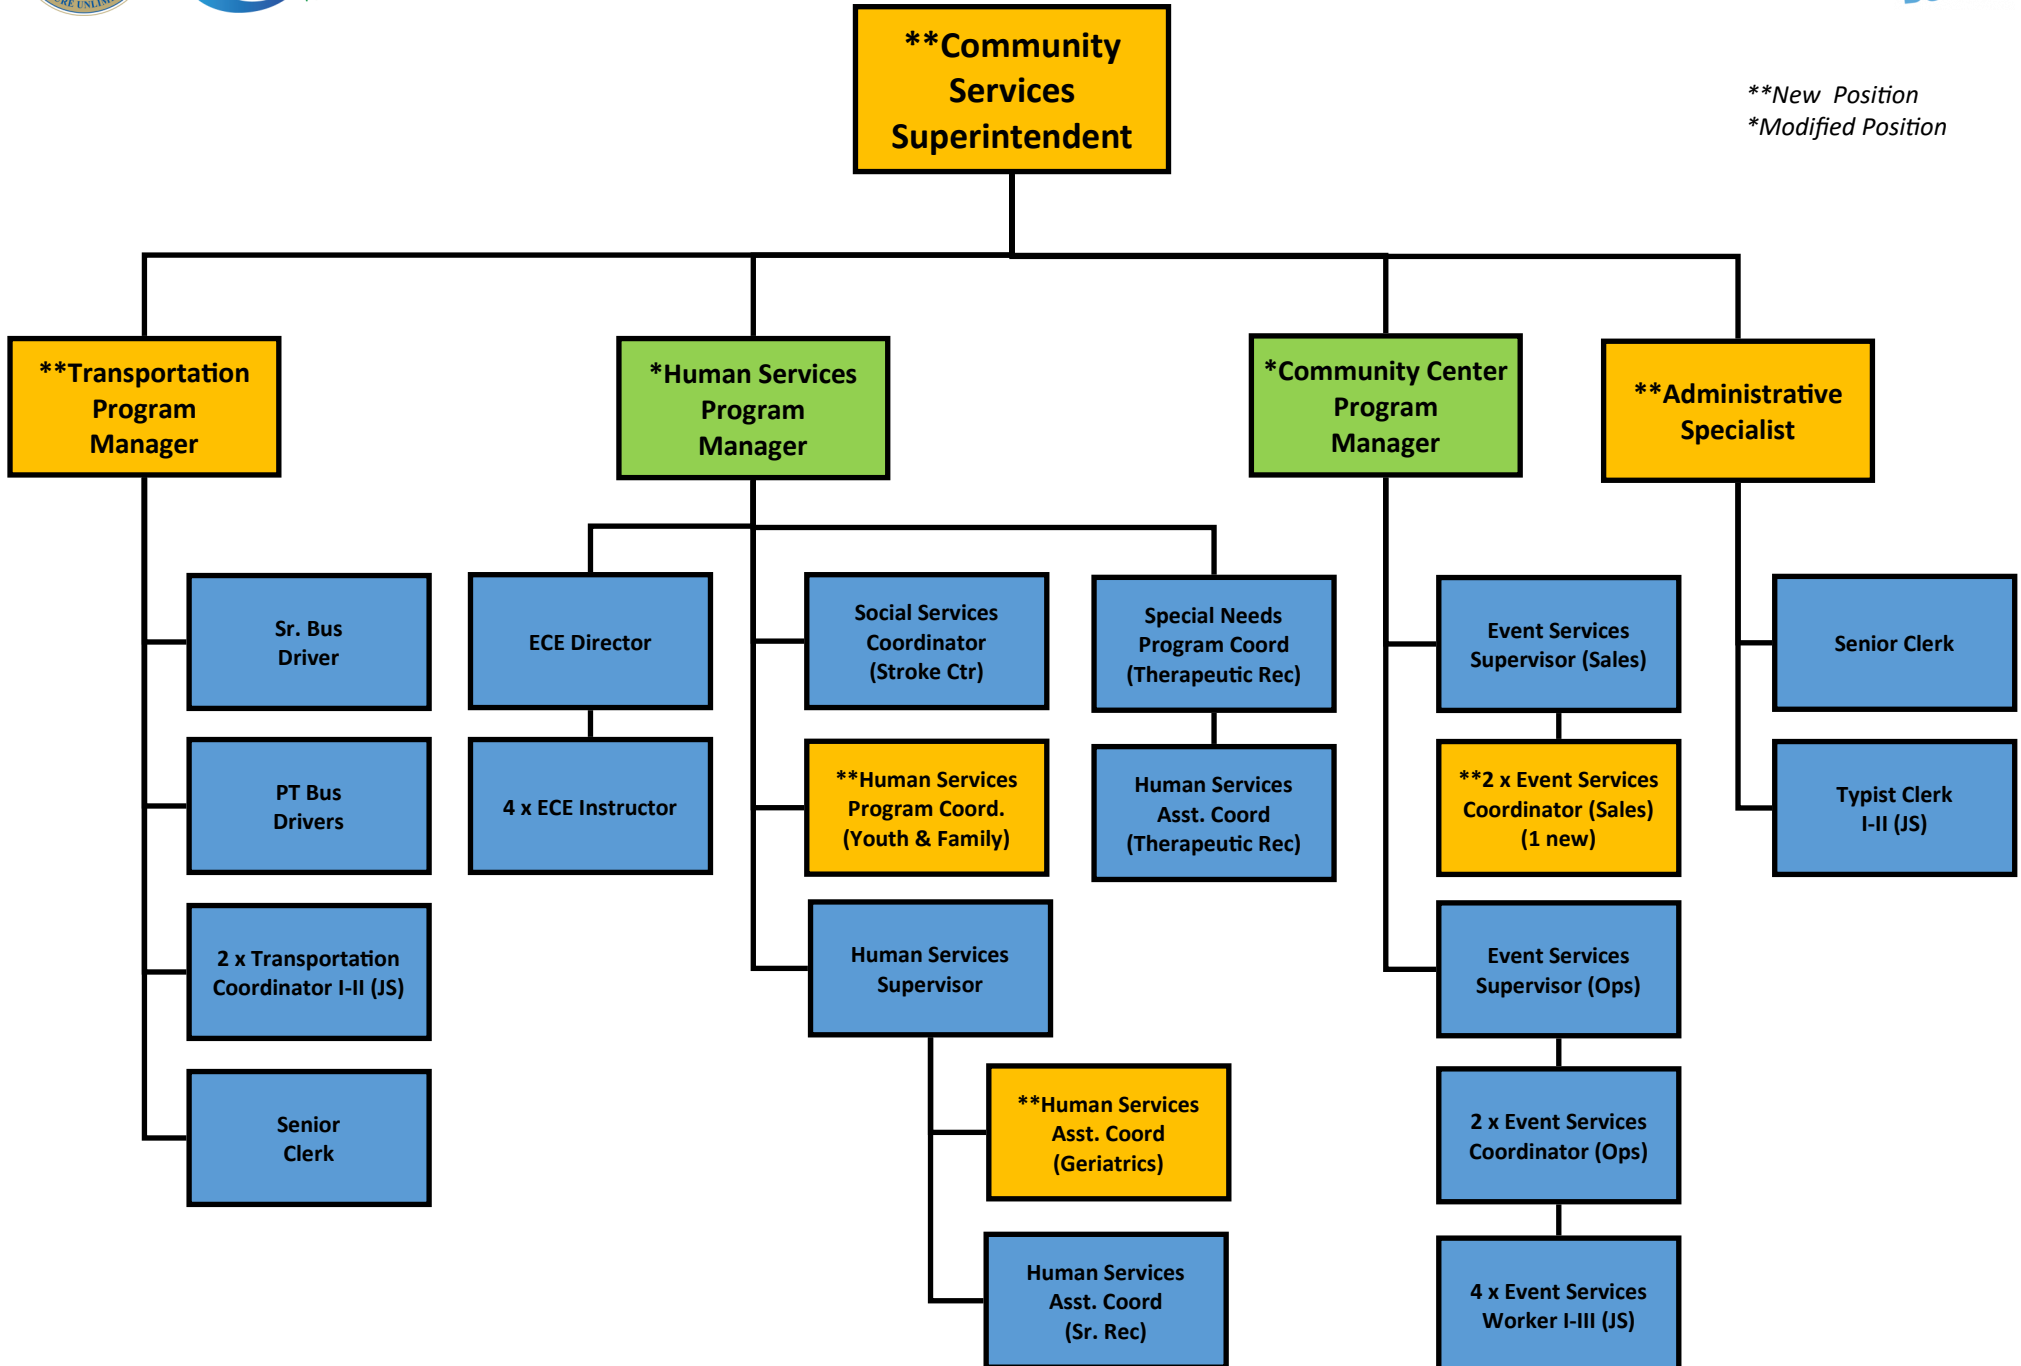 **Community
Services
Superintendent
**New Position
*Modified Position
**Transportation
Program
Manager
*Human Services
Program
Manager
*Community Center
Program
Manager
**Administrative
Specialist
Sr. Bus
Driver
PT Bus
Drivers
2 x Transportation
Coordinator I-II (JS)
Senior
Clerk
ECE Director
4 x ECE Instructor
Social Services
Coordinator
(Stroke Ctr)
**Human Services
Program Coord.
(Youth & Family)
Human Services
Supervisor
**Human Services
Asst. Coord
(Geriatrics)
Human Services
Asst. Coord
(Sr. Rec)
Special Needs
Program Coord
(Therapeutic Rec)
Human Services
Asst. Coord
(Therapeutic Rec)
Event Services
Supervisor (Sales)
**2 x Event Services
Coordinator (Sales)
(1 new)
Event Services
Supervisor (Ops)
2 x Event Services
Coordinator (Ops)
4 x Event Services
Worker I-III (JS)
Senior Clerk
Typist Clerk
I-II (JS)